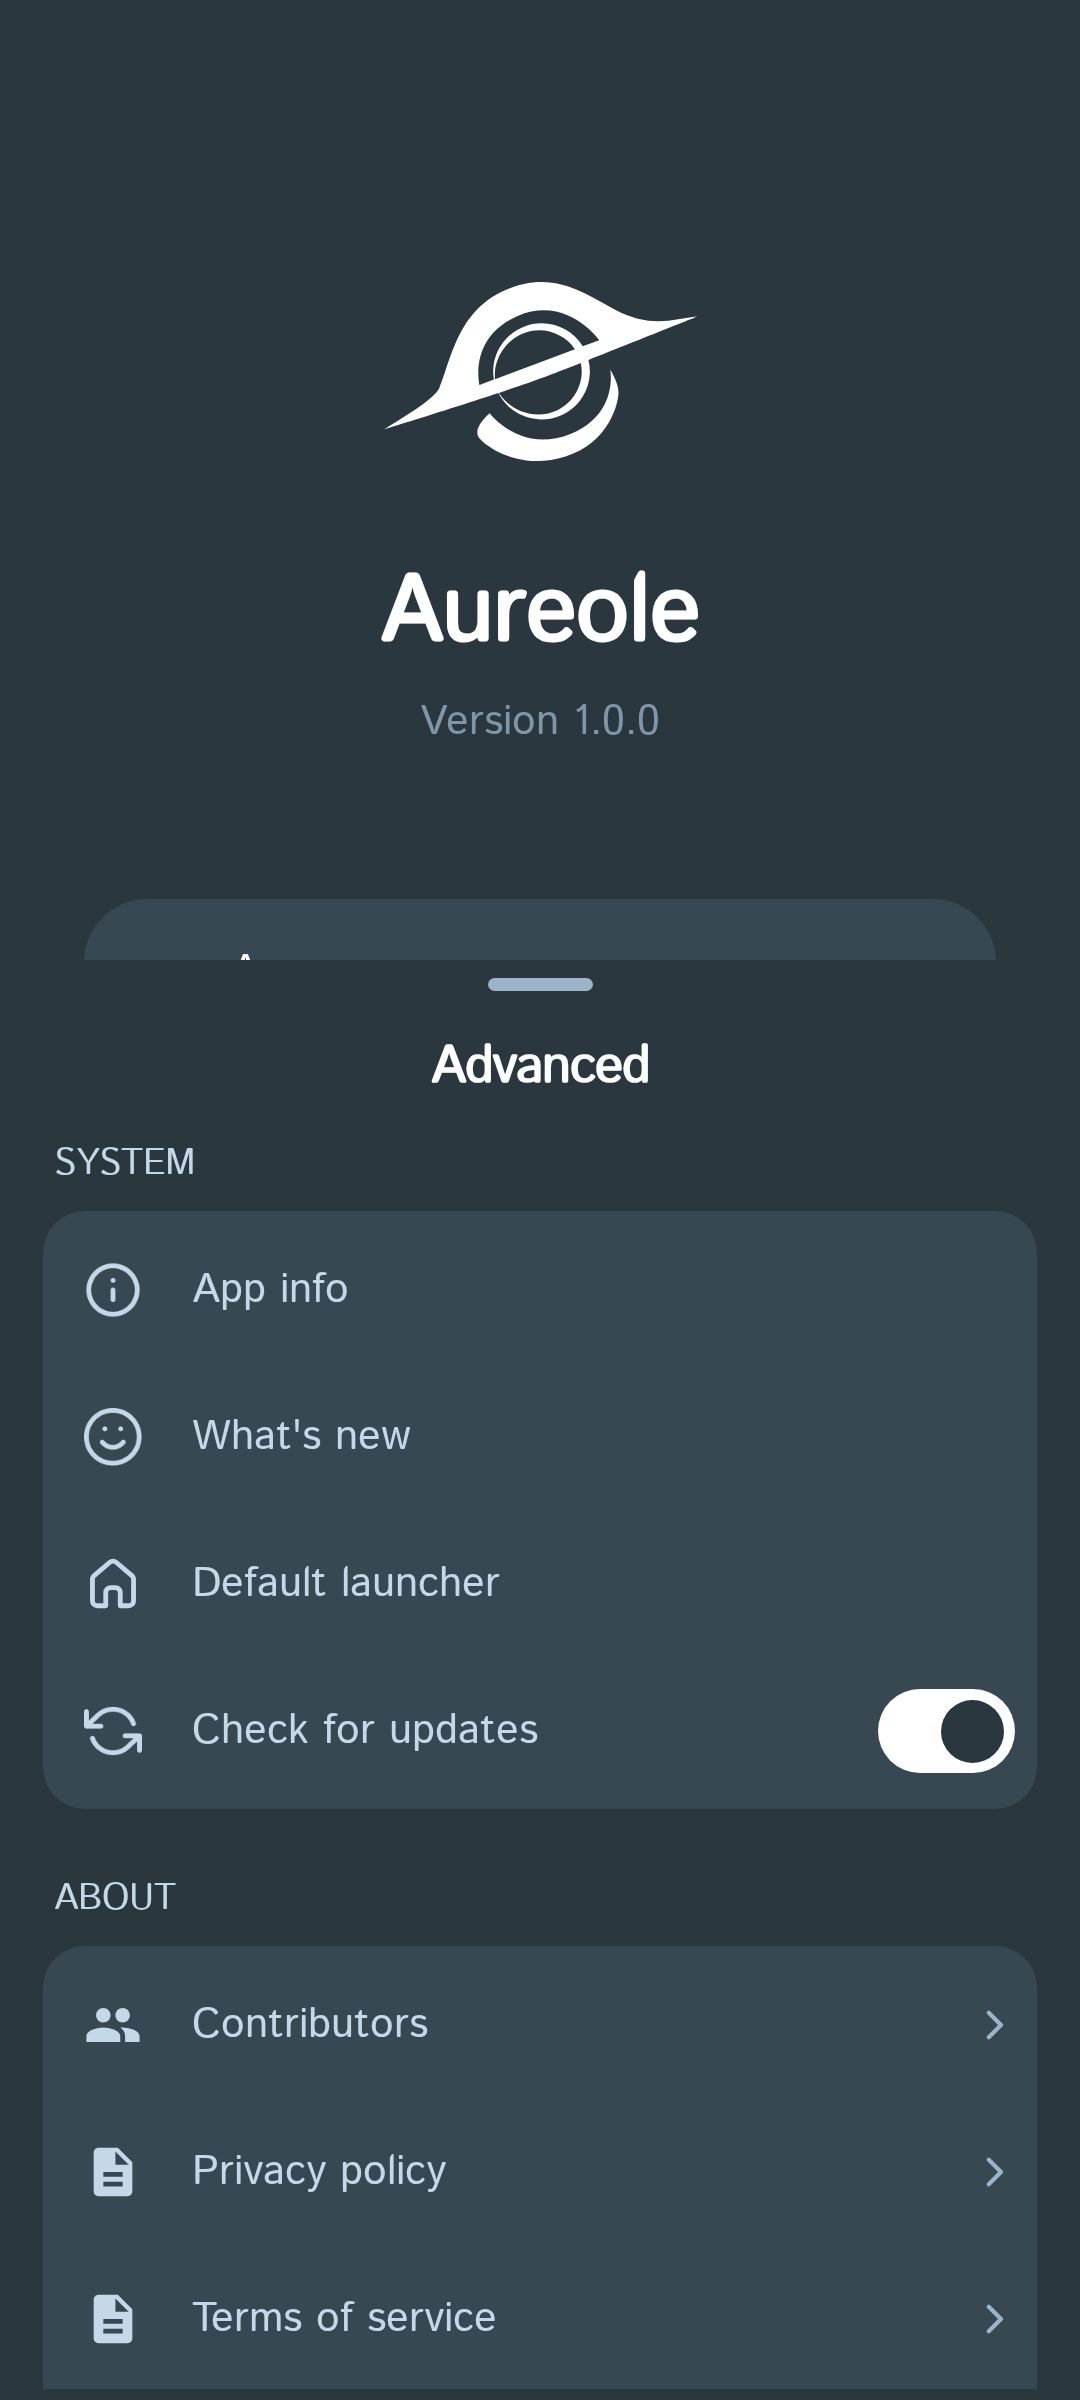 Aureole
Version 1.0.0
Advanced
SYSTEM
App info
What's new
Default launcher
Check for updates
ABOUT
Contributors
Privacy policy
Terms of service